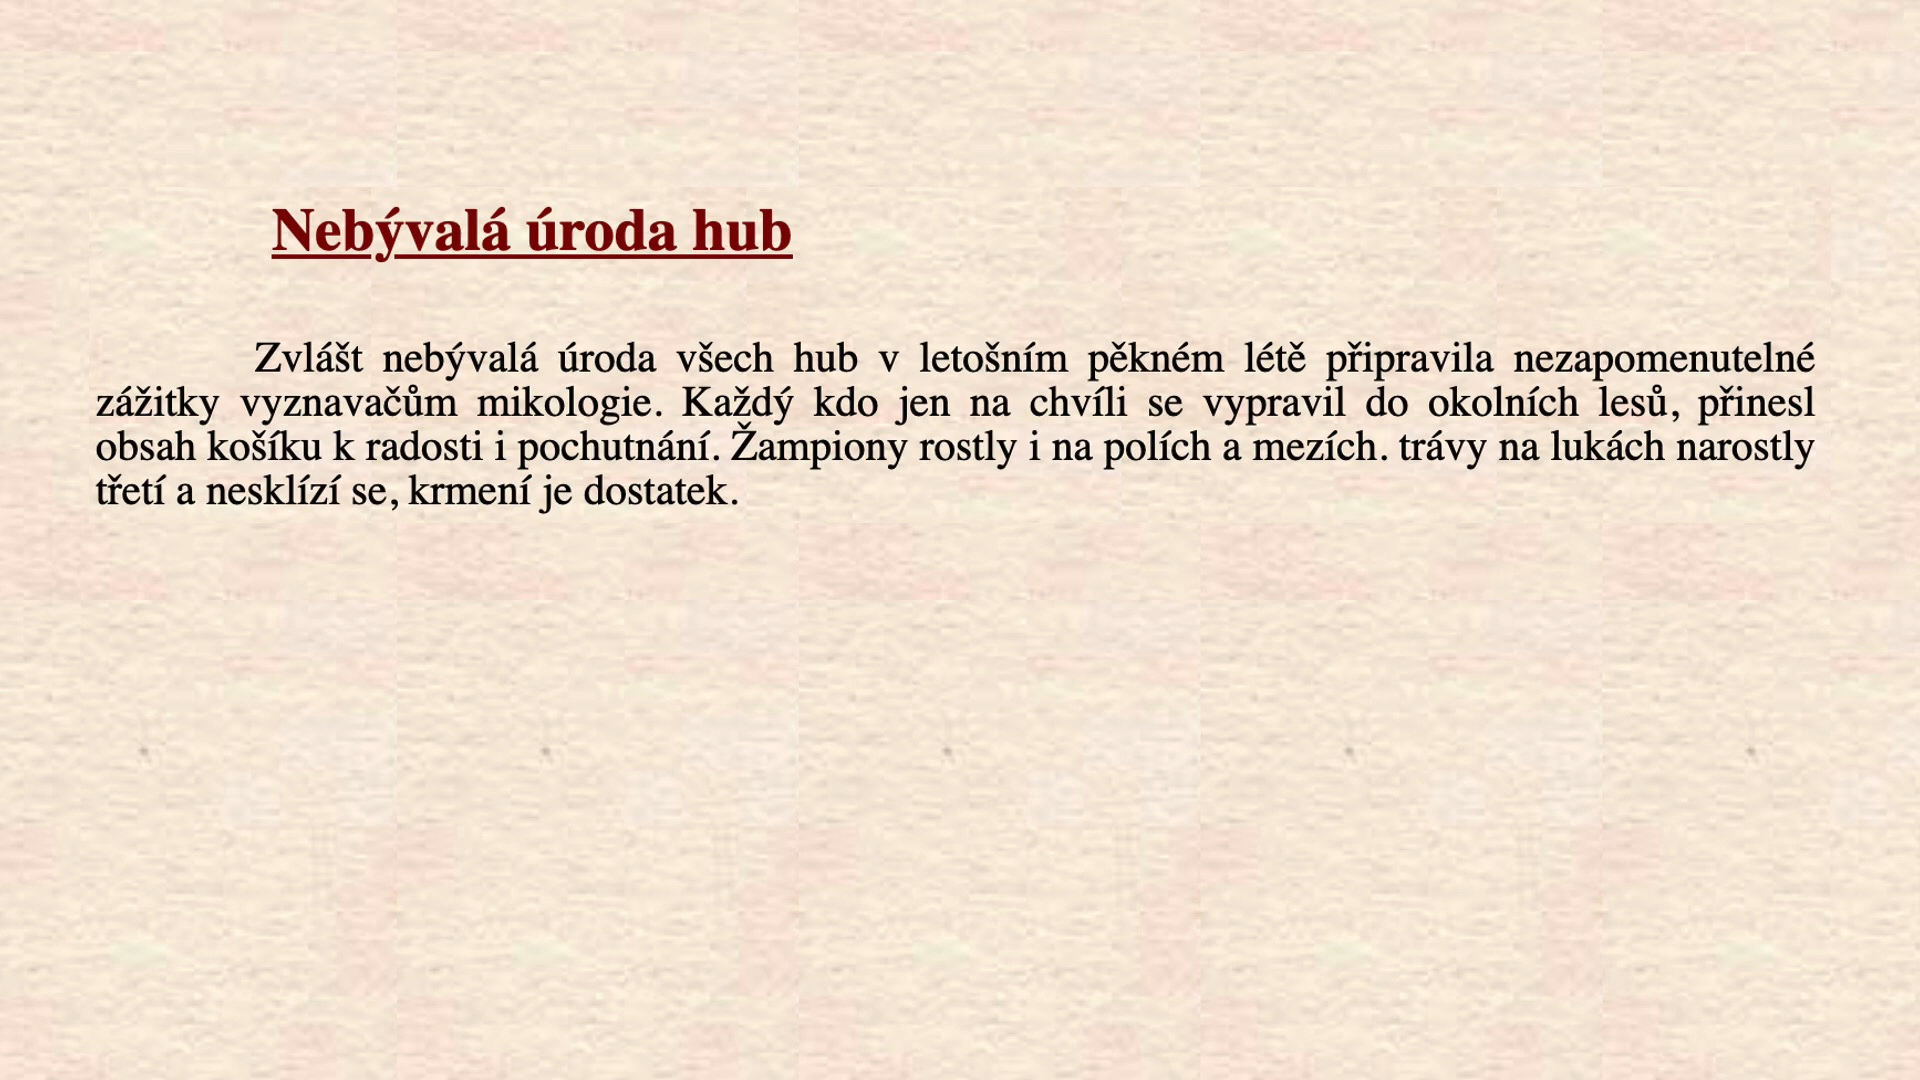 Nebývalá úroda hub
Zvlášt nebývalá úroda všech hub v letošním pěkném létě připravila nezapomenutelné
zážitky vyznavačům mikologie. Každý kdo jen na chvíli se vypravil do okolních lesů, přinesl
obsah košíku k radosti i pochutnání. Žampiony rostly i na polích a mezích. trávy na lukách narostly
třetí a nesklízí se, krmení je dostatek.